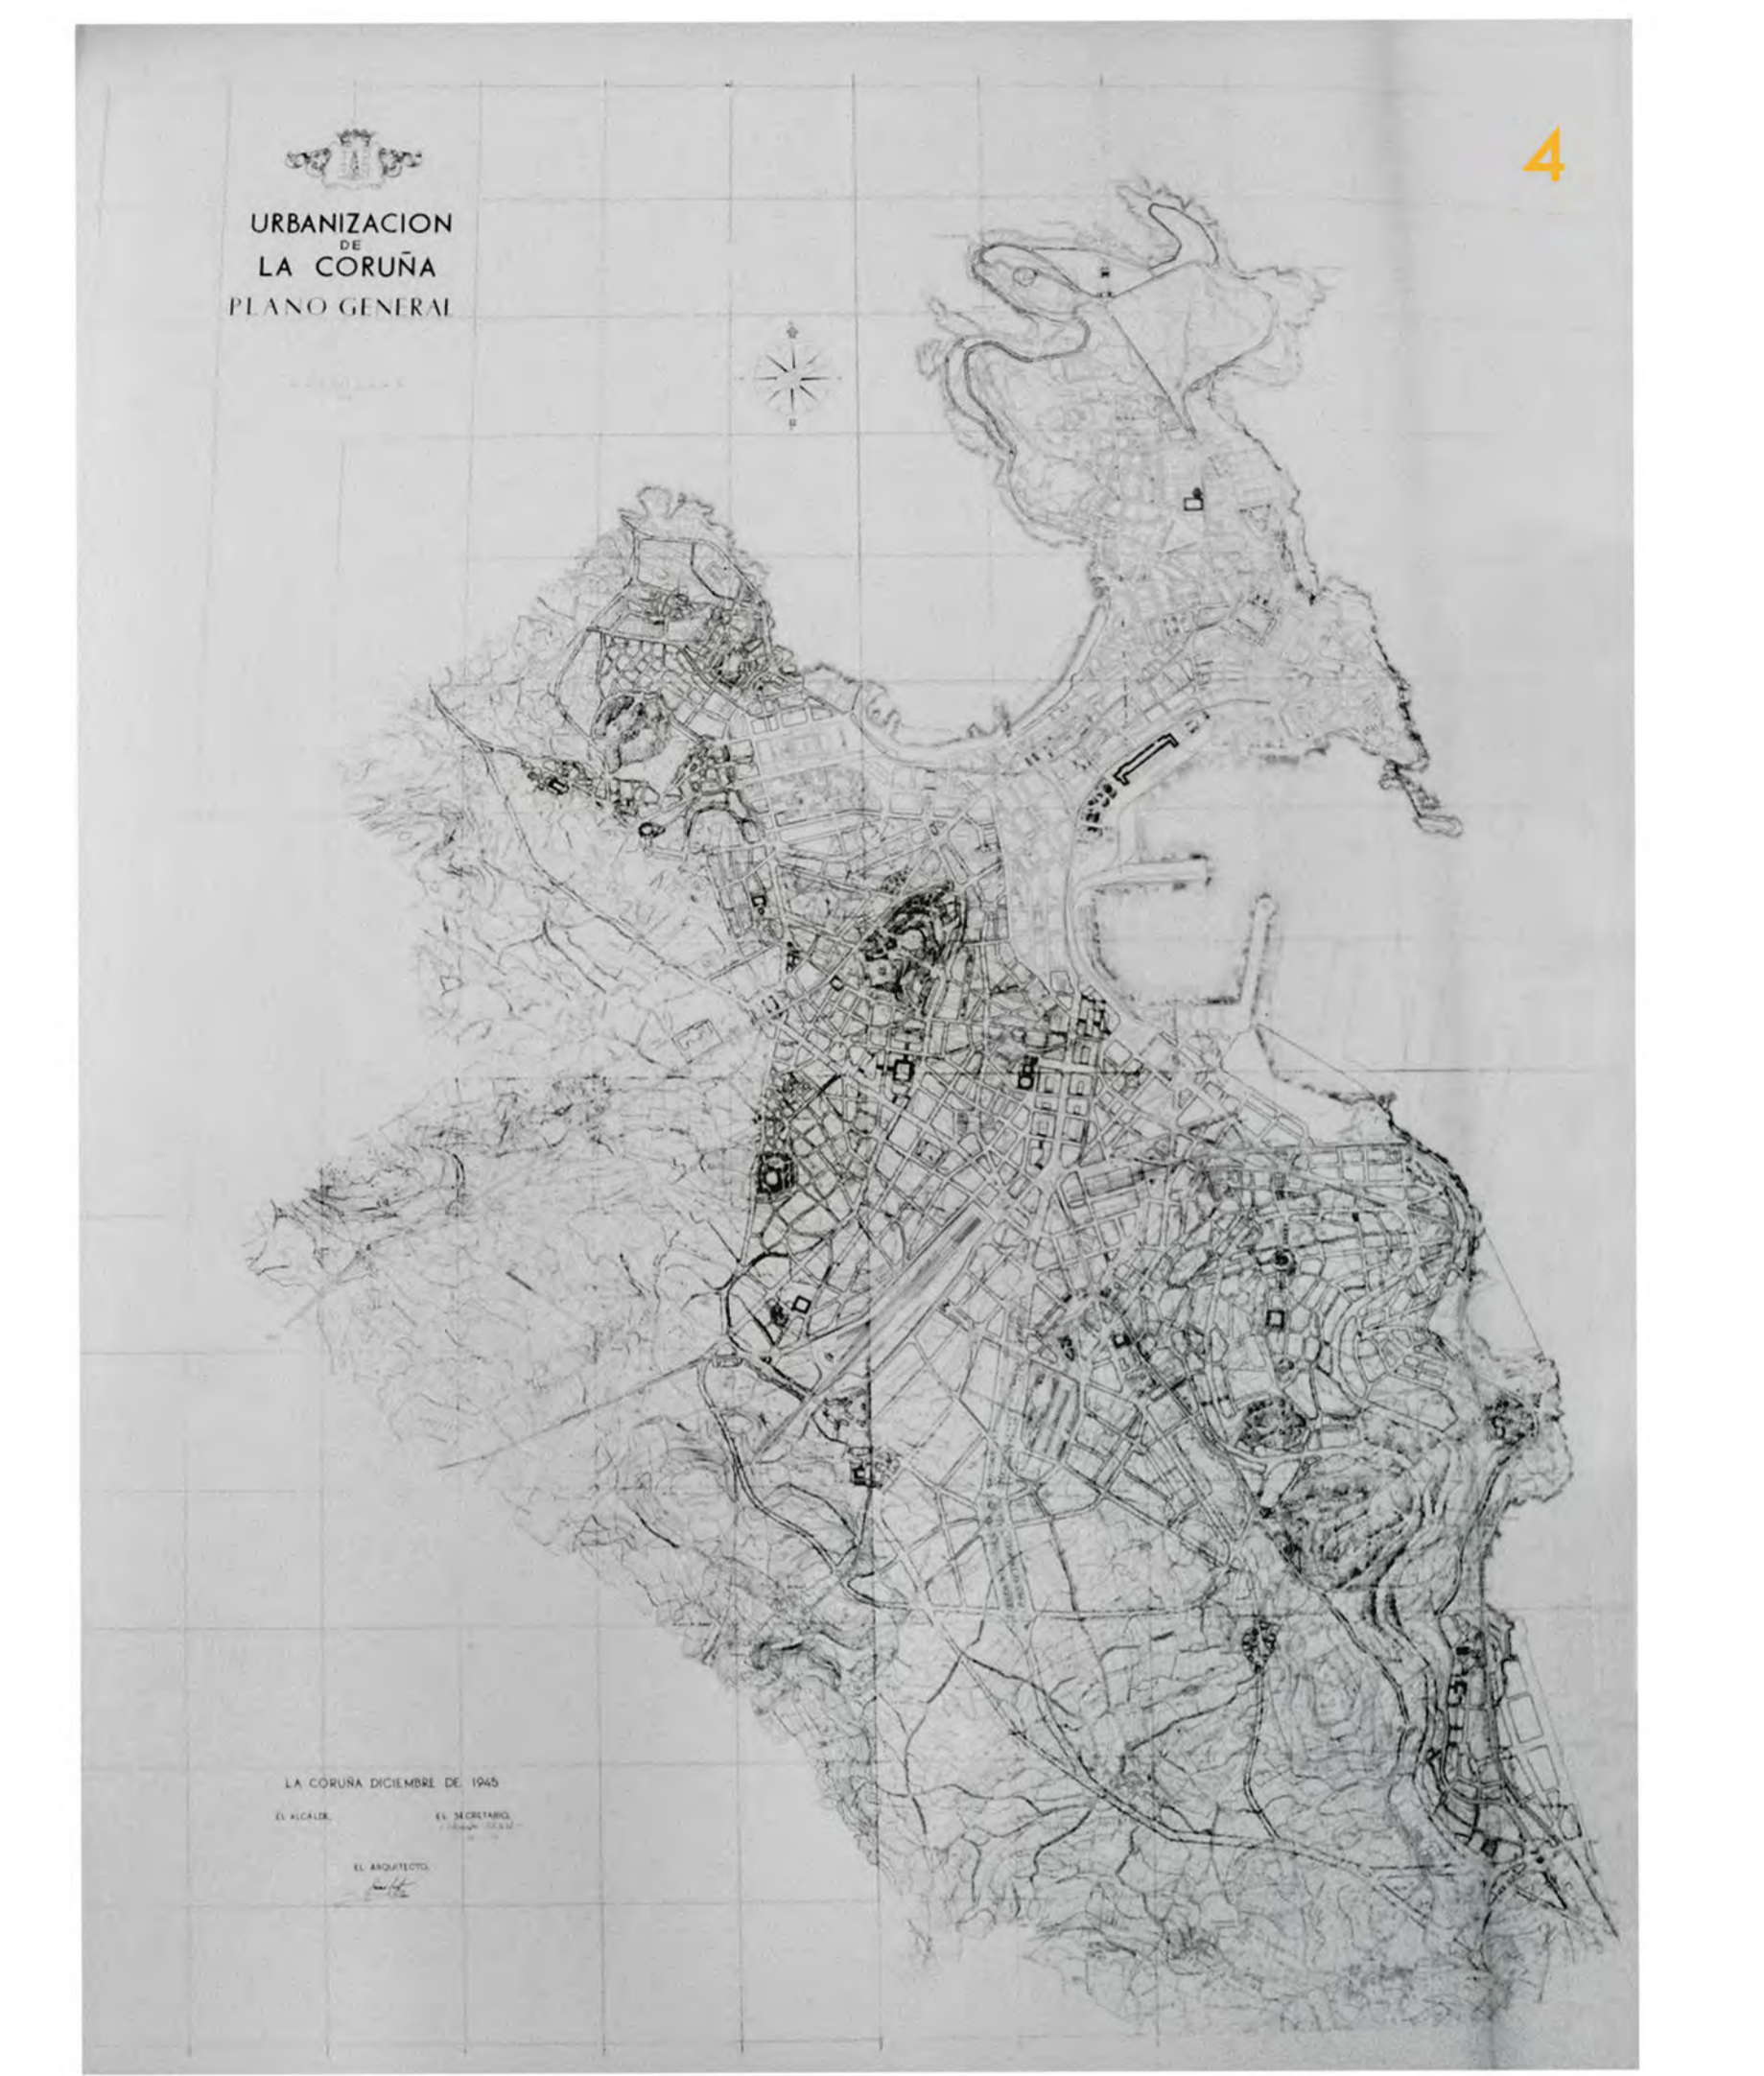 4
URBANIZACION
DE
LA CORUÑA
PLANO GENERAL
LA CORUÑA DICIEMBRE DE 1945
EL ALCALDE,
EL SECRETARIO,
EL ARQUITECTO,